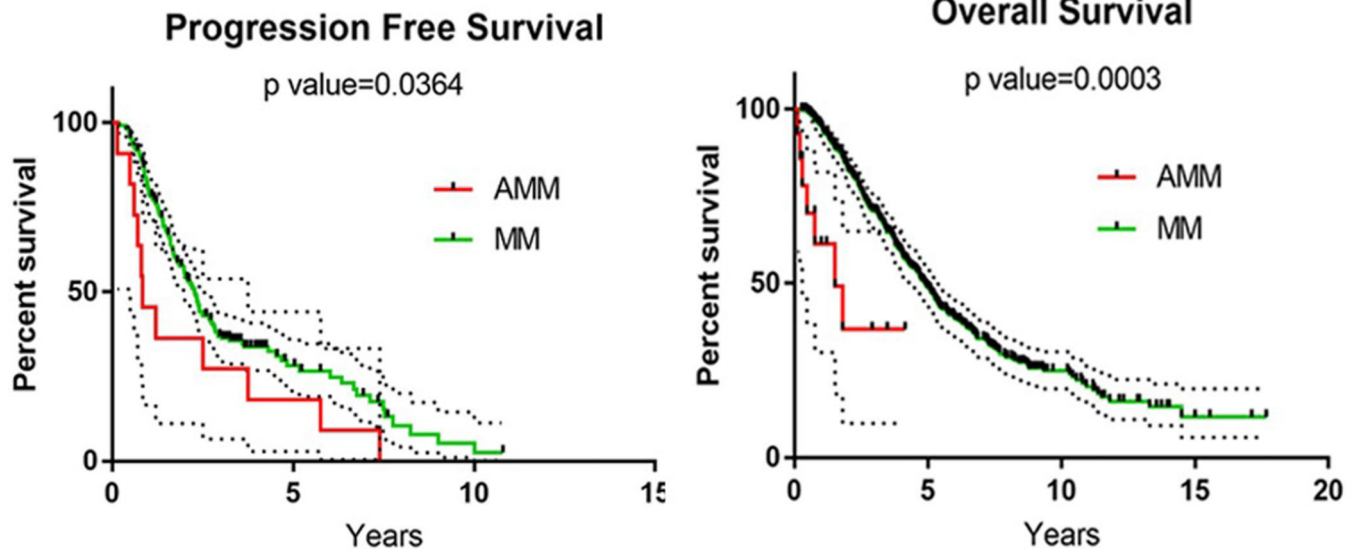 Progression Free Survival
p value=0.0364
100
50
0
Percent survival
AMM
MM
0 5 10 15
Years
Overall Survival
p value=0.0003
100
50
0
Percent survival
AMM
MM
0 5 10 15 20
Years